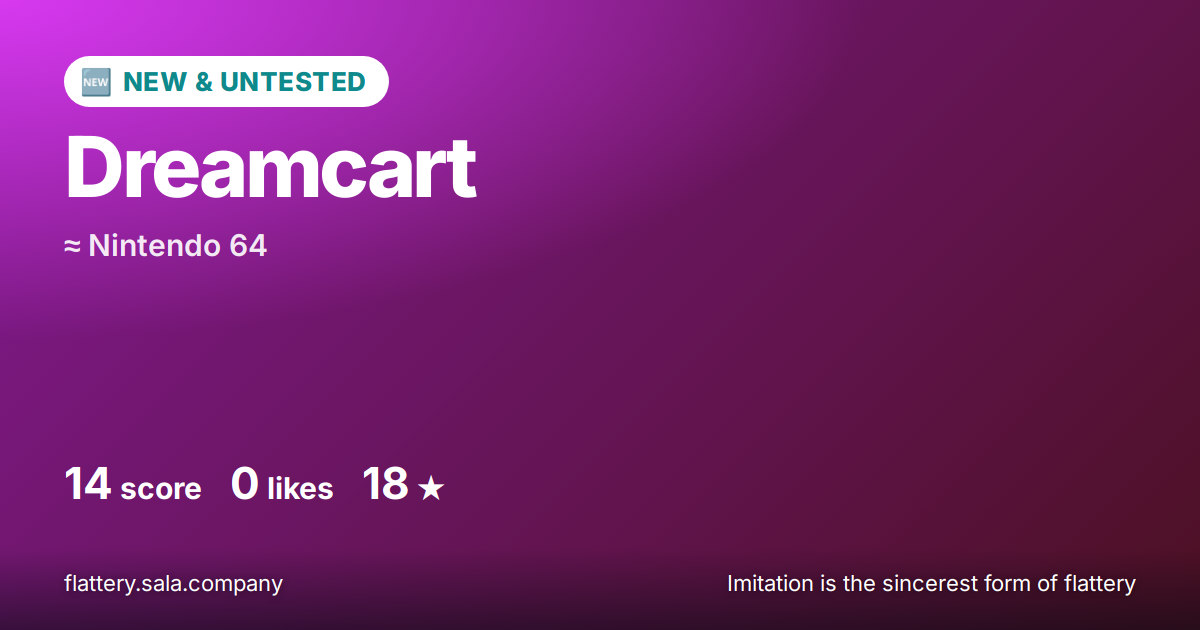 🆕 NEW & UNTESTED
Dreamcart
≈ Nintendo 64
14 score 0 likes 18 ★
flattery.sala.company
Imitation is the sincerest form of flattery